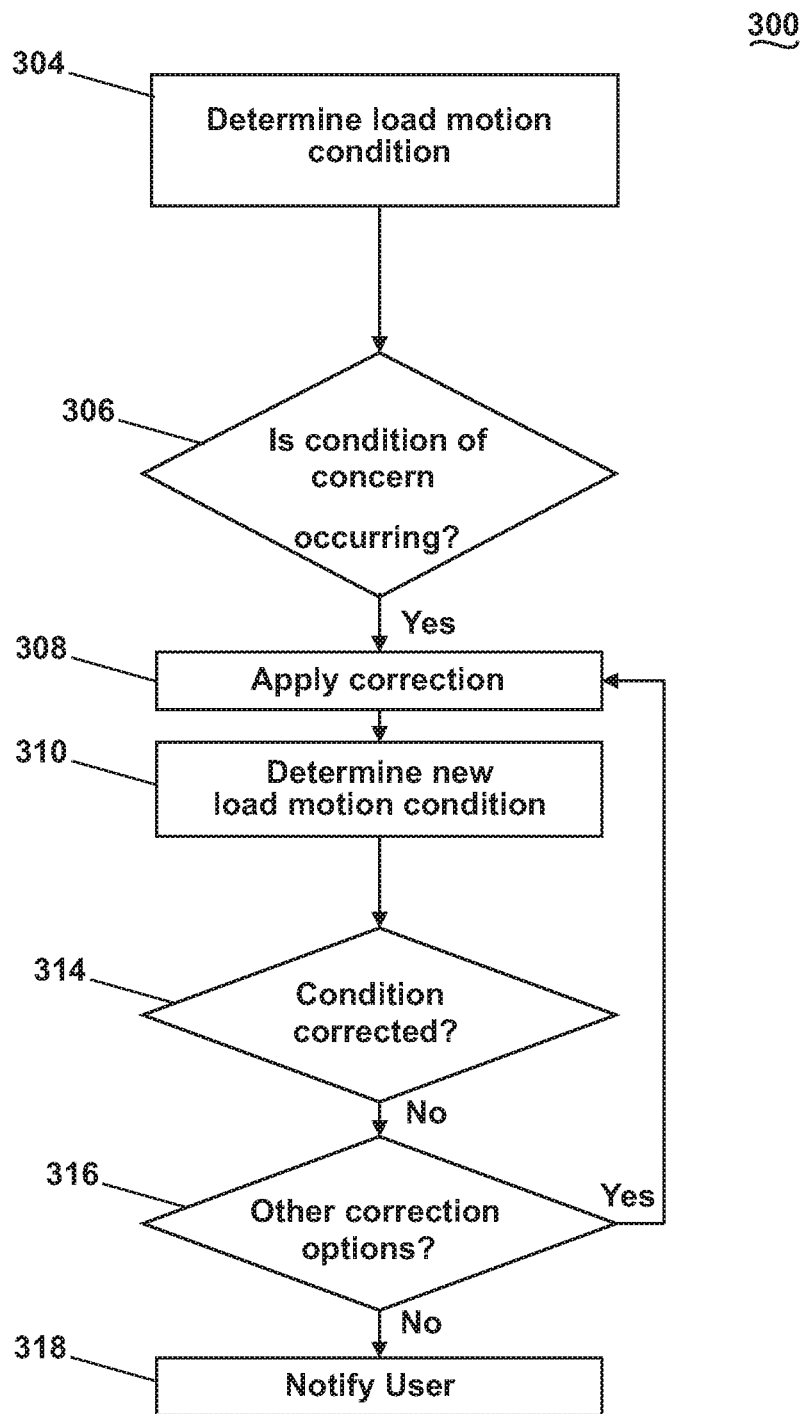 300
304
Determine load motion
condition
306
Is condition of
concern
occurring?
Yes
308
Apply correction
310
Determine new
load motion condition
314
Condition
corrected?
No
316
Other correction
options?
Yes
No
318
Notify User